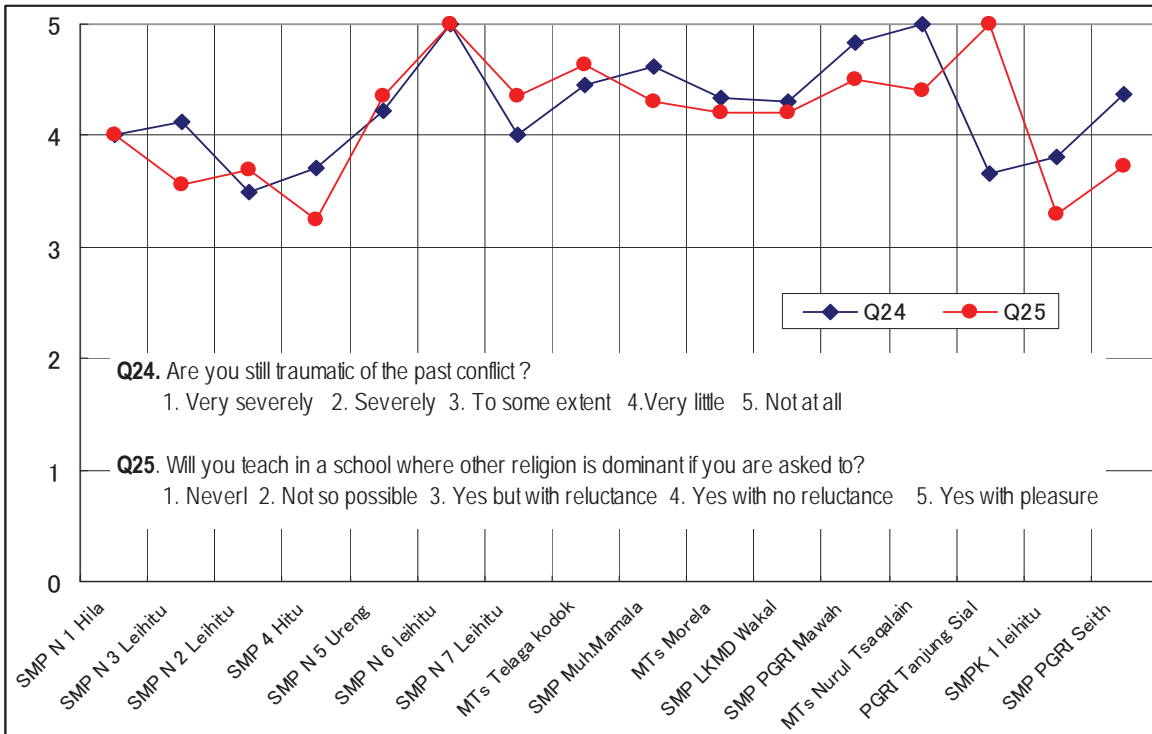 5
4
3
2
1
0
Q24 Q25
Q24. Are you still traumatic of the past conflict ?
1. Very severely 2. Severely 3. To some extent 4.Very little 5. Not at all
Q25. Will you teach in a school where other religion is dominant if you are asked to?
1. Neverl 2. Not so possible 3. Yes but with reluctance 4. Yes with no reluctance 5. Yes with pleasure
SMP N 1 Hila
SMP N 3 Leihitu
SMP N 2 Leihitu
SMP 4 Hitu
SMP N 5 Ureng
SMP N 6 leihitu
SMP N 7 Leihitu
MTs Telaga kodok
SMP Muh.Mamala
MTs Morela
SMP LKMD Wakal
SMP PGRI Mawah
MTs Nurul Tsaqalain
PGRI Tanjung Sial
SMPK 1 leihitu
SMP PGRI Seith